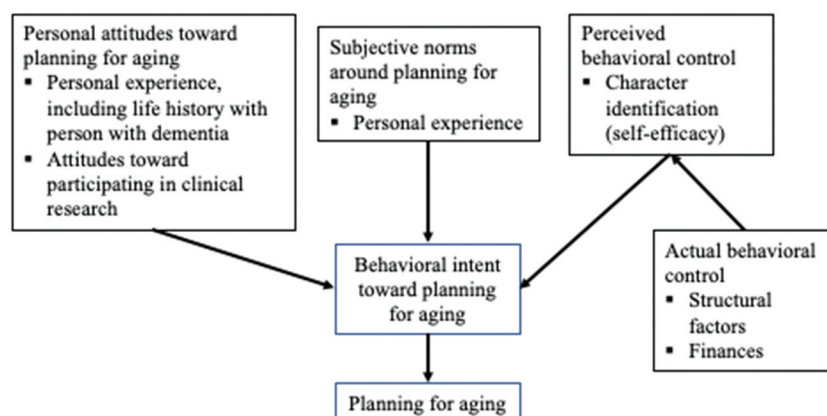 Personal attitudes toward
planning for aging
▪ Personal experience,
including life history with
person with dementia
▪ Attitudes toward
participating in clinical
research
Subjective norms
around planning for
aging
▪ Personal experience
Perceived
behavioral control
▪ Character
identification
(self-efficacy)
Actual behavioral
control
▪ Structural
factors
▪ Finances
Behavioral intent
toward planning
for aging
Planning for aging